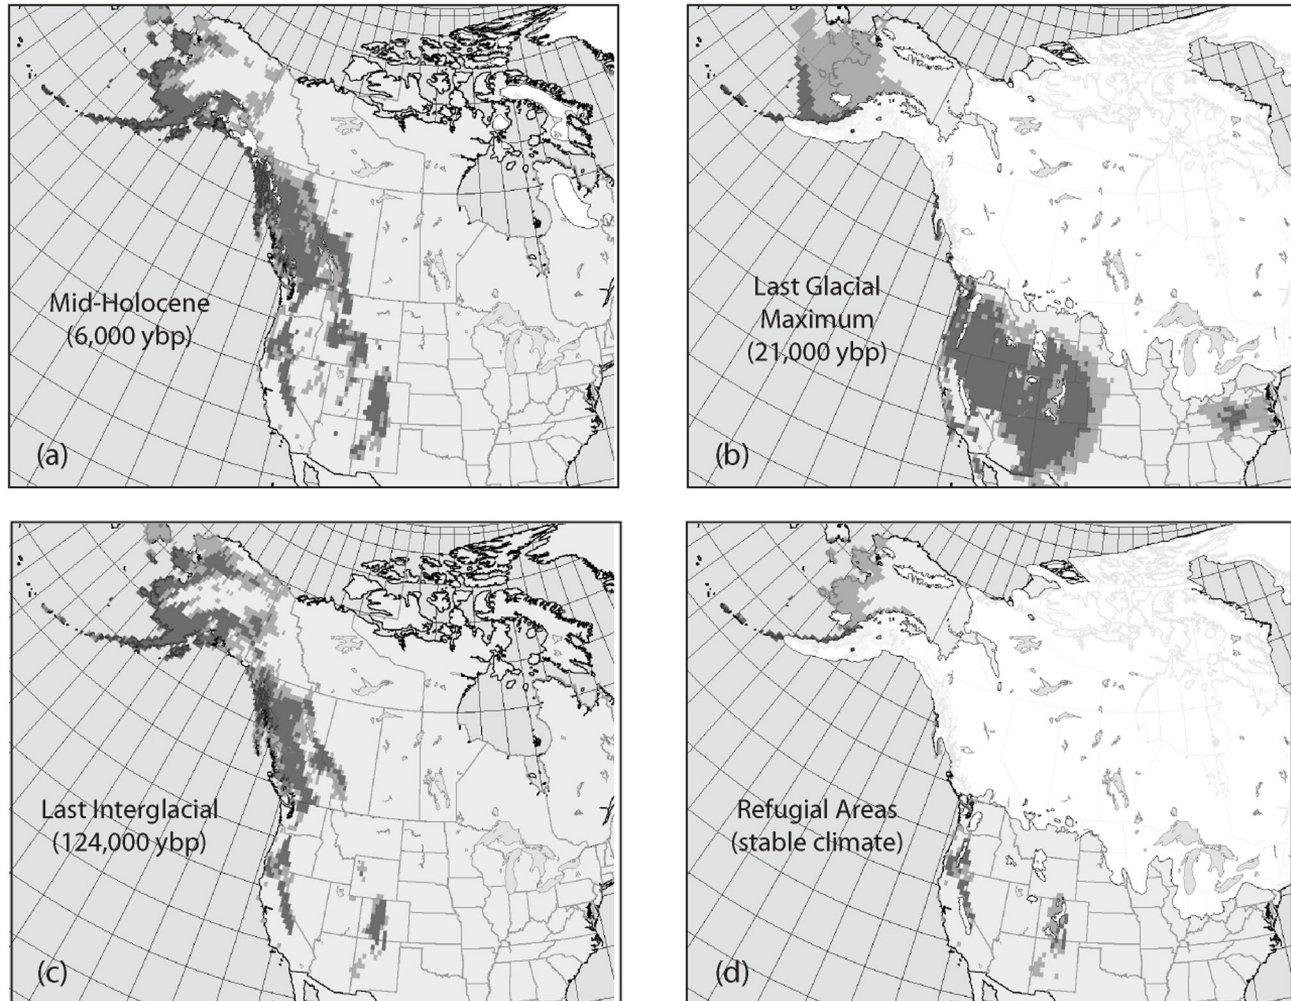 Mid-Holocene
(6,000 ybp)
(a)
Last Glacial
Maximum
(21,000 ybp)
(b)
Last Interglacial
(124,000 ybp)
(c)
Refugial Areas
(stable climate)
(d)